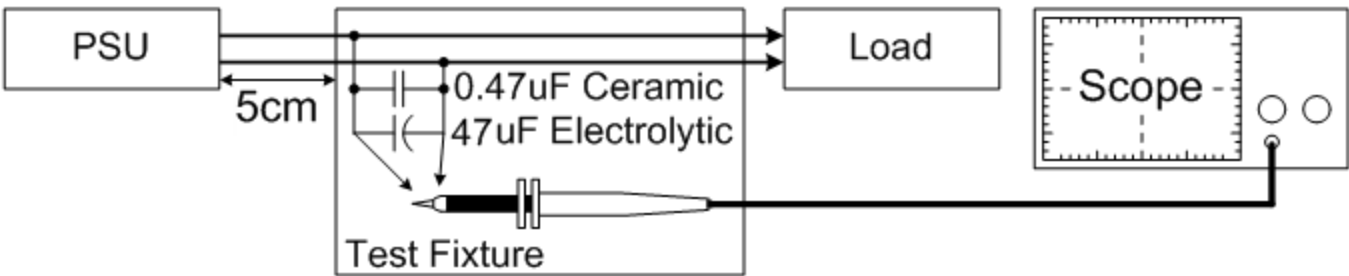 PSU
Load
Scope
5cm
0.47uF Ceramic
47uF Electrolytic
Test Fixture